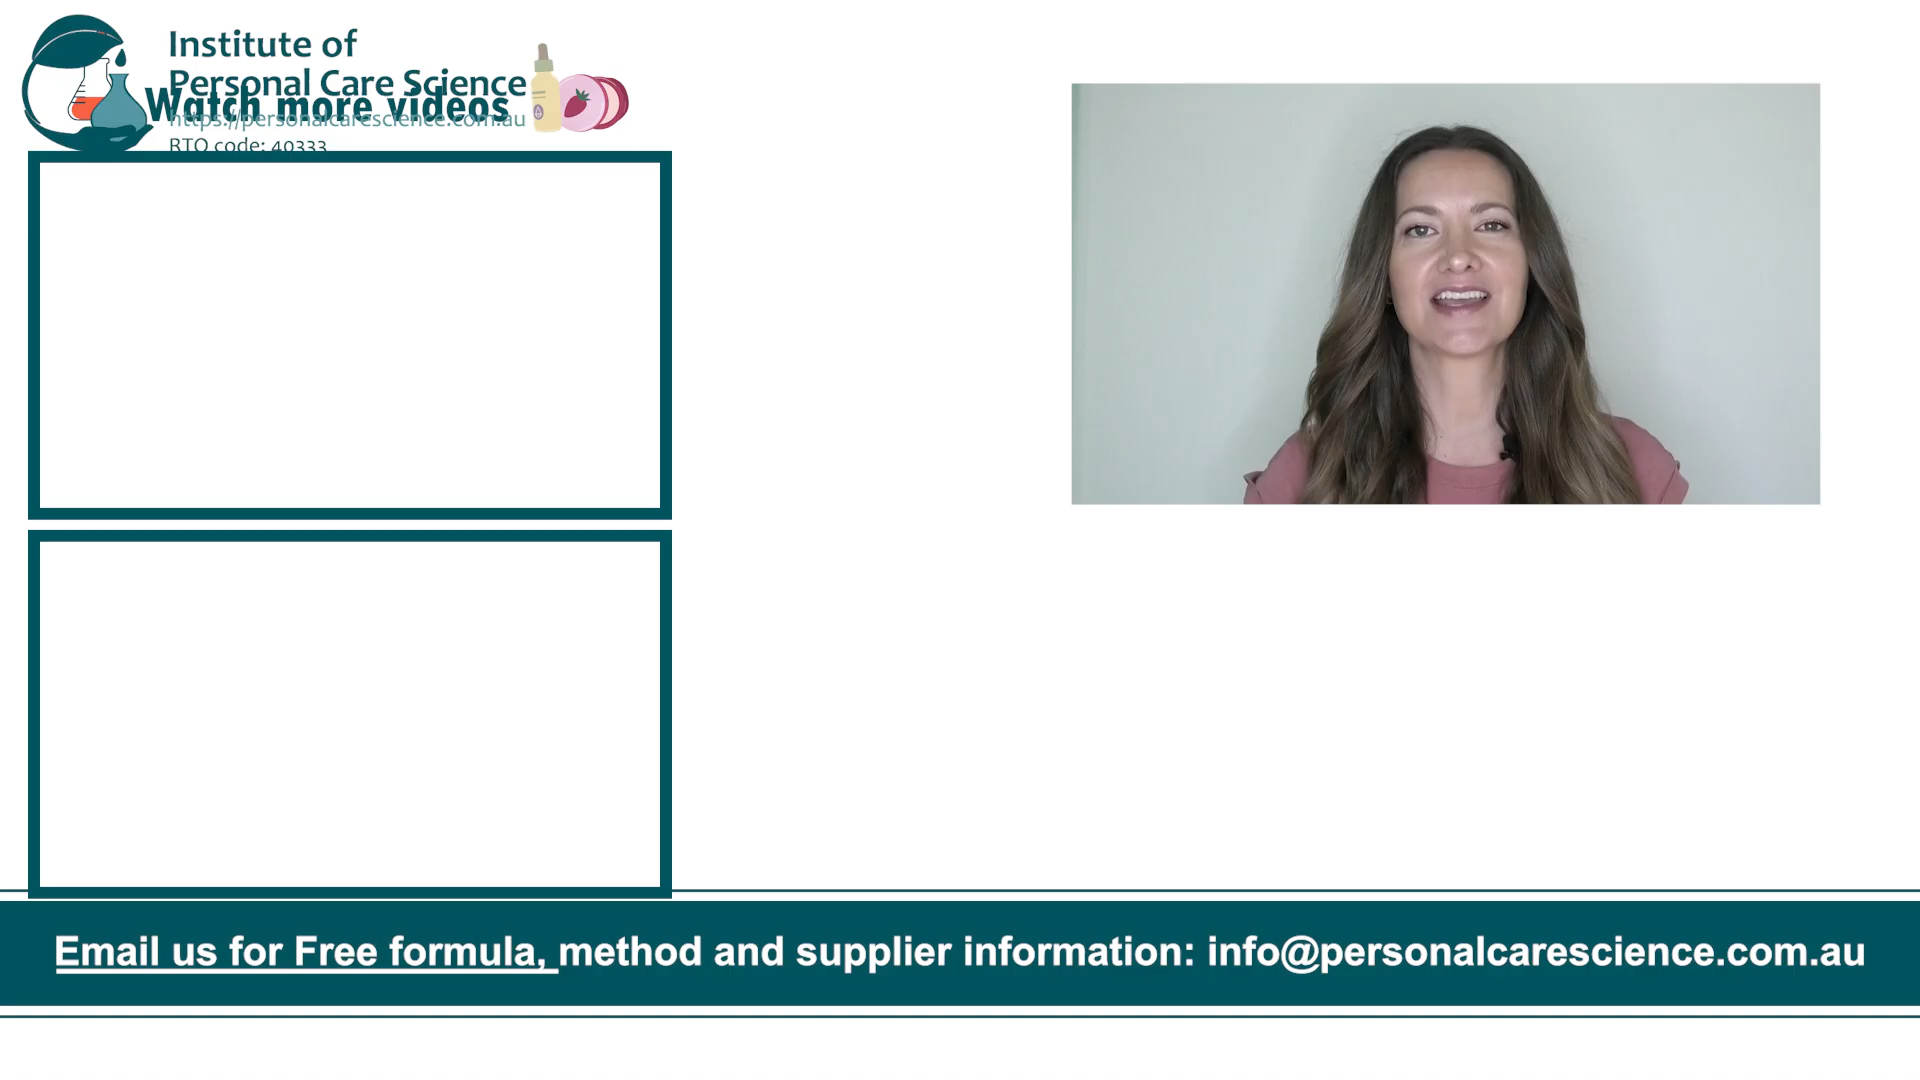 Institute of
Personal Care Science
Watch more videos
https://personalcarescience.com.au
RTO code: 40333
Email us for Free formula, method and supplier information: info@personalcarescience.com.au